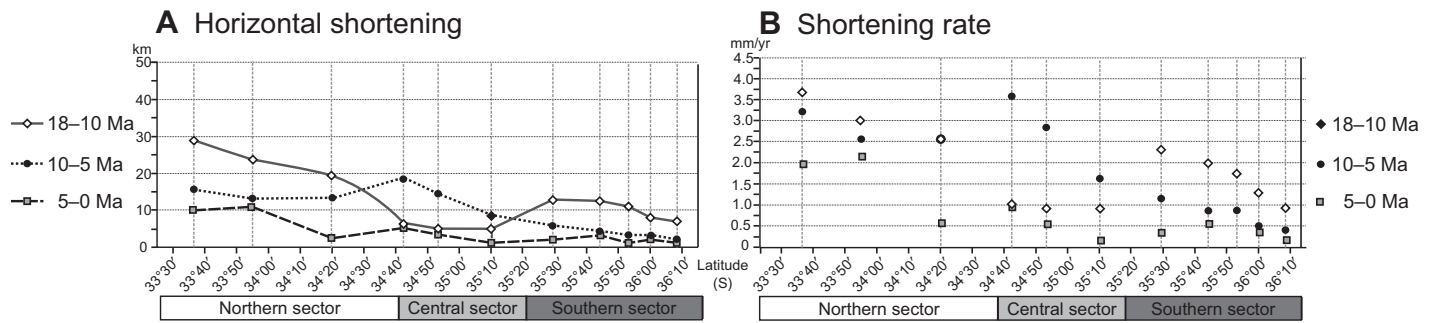 A Horizontal shortening
km
50
40
30
20
10
0
18–10 Ma
10–5 Ma
5–0 Ma
33°30' 33°40' 33°50' 34°00' 34°10' 34°20' 34°30' 34°40' 34°50' 35°00' 35°10' 35°20' 35°30' 35°40' 35°50' 36°00' 36°10'
Latitude
(S)
Northern sector Central sector Southern sector
B Shortening rate
mm/yr
4.5
4.0
3.5
3.0
2.5
2.0
1.5
1.0
0.5
0
18–10 Ma
10–5 Ma
5–0 Ma
33°30' 33°40' 33°50' 34°00' 34°10' 34°20' 34°30' 34°40' 34°50' 35°00' 35°10' 35°20' 35°30' 35°40' 35°50' 36°00' 36°10'
Northern sector Central sector Southern sector